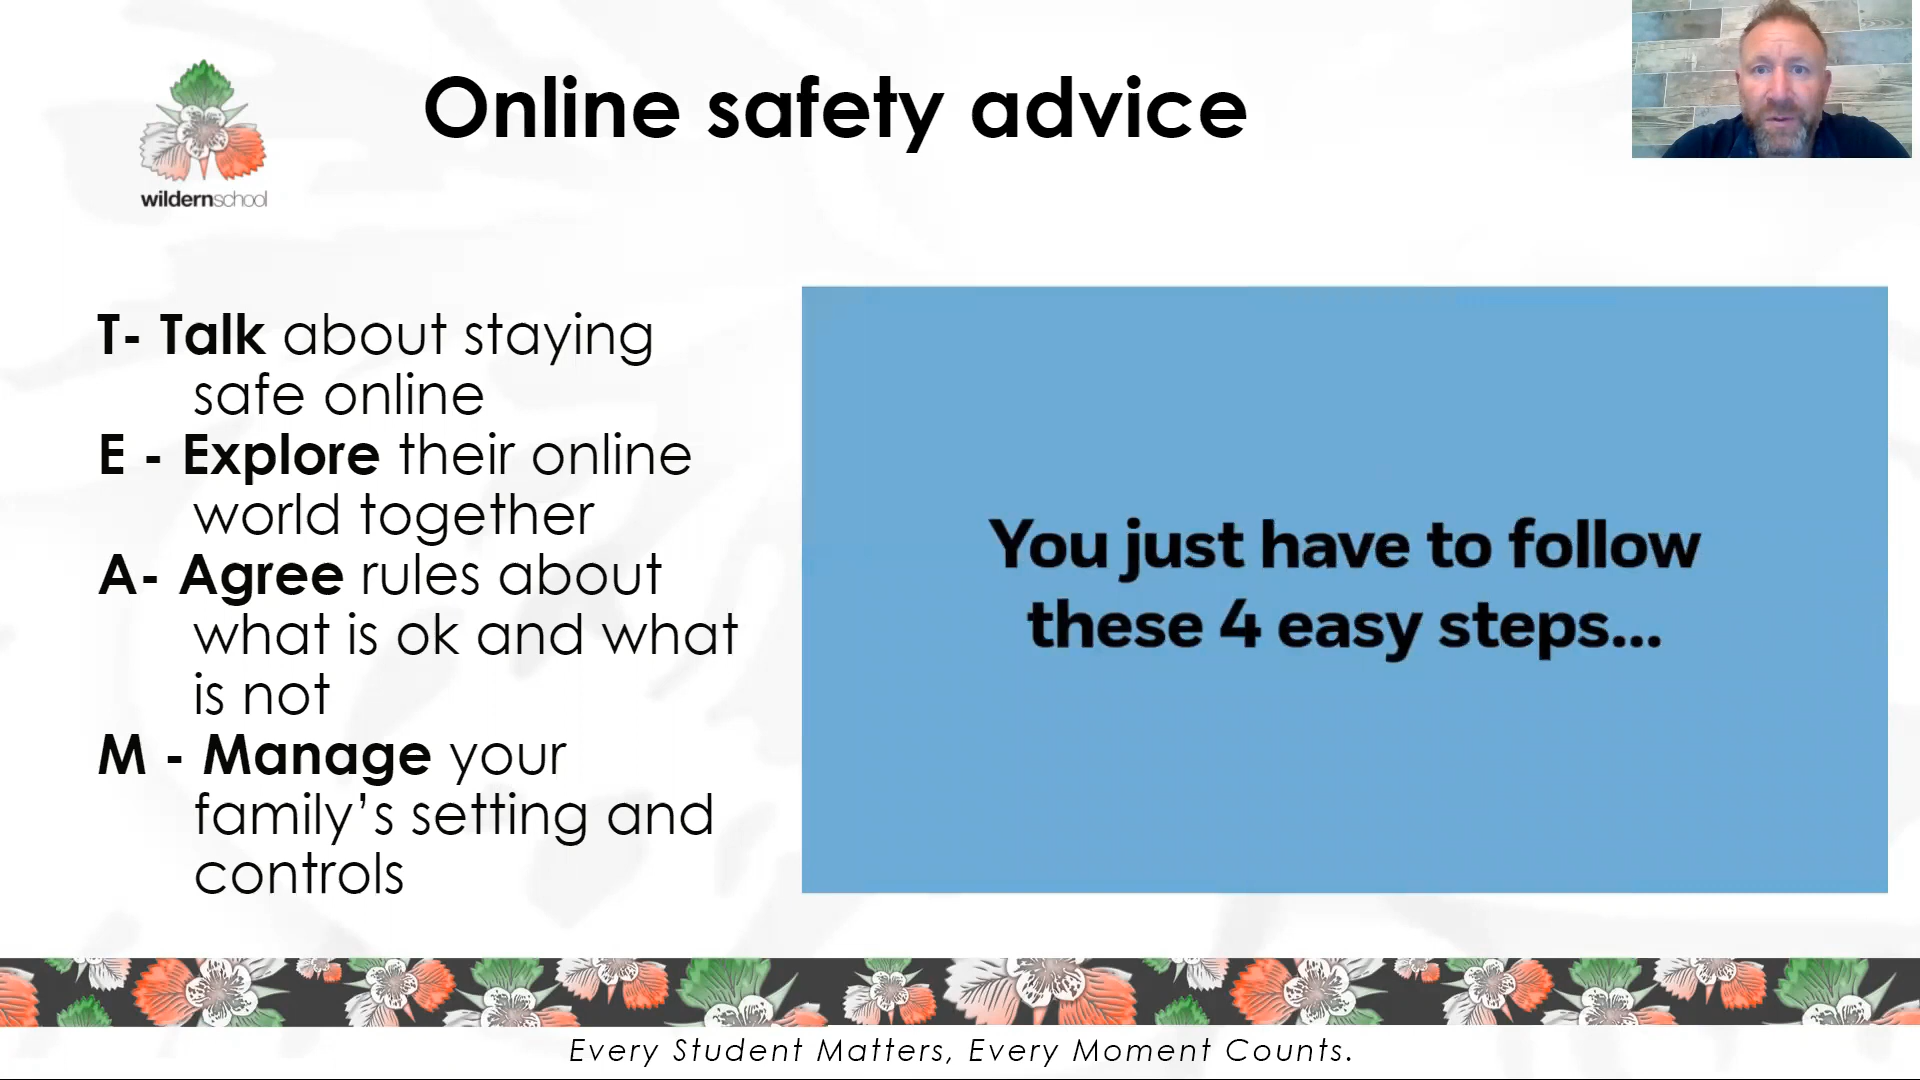 Online safety advice
wildernschool
T- Talk about staying
safe online
E - Explore their online
world together
A- Agree rules about
what is ok and what
is not
M - Manage your
family’s setting and
controls
You just have to follow
these 4 easy steps...
Every Student Matters, Every Moment Counts.